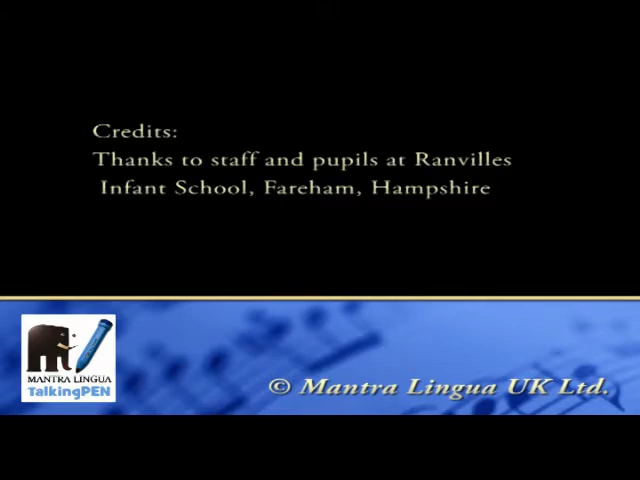 Credits:
Thanks to staff and pupils at Ranvilles
Infant School, Fareham, Hampshire
MANTRA LINGUA
TalkingPEN
© Mantra Lingua UK Ltd.